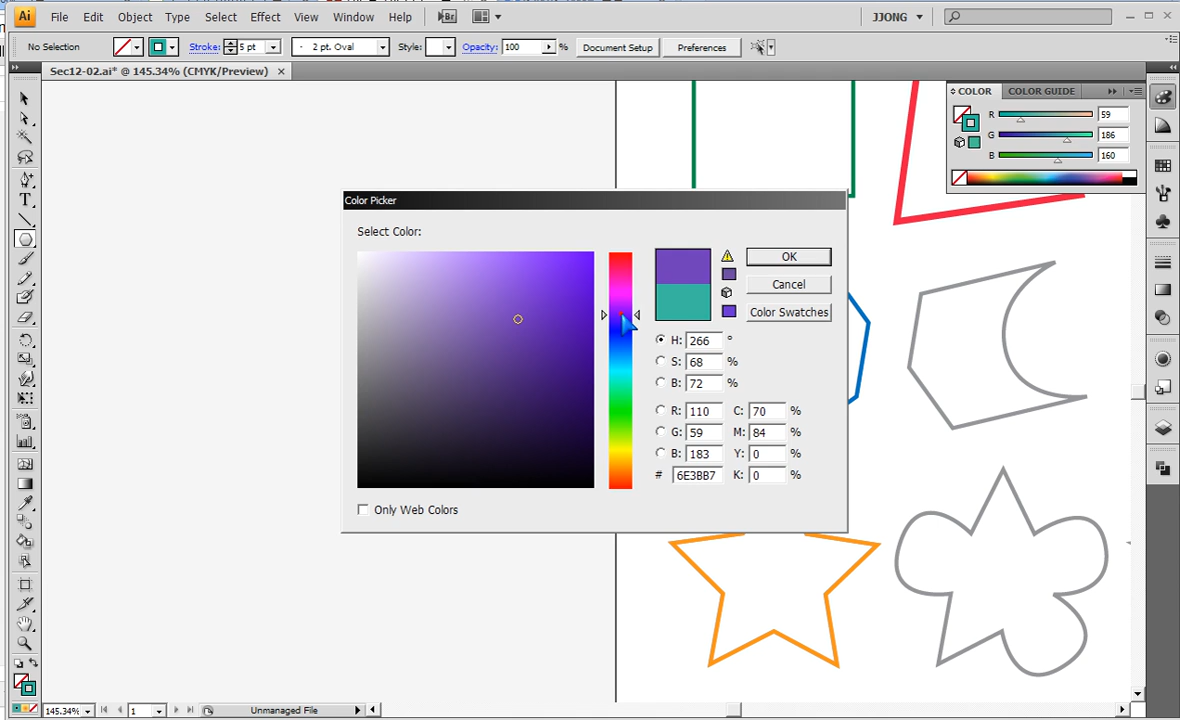 Ai File Edit Object Type Select Effect View Window Help Br JJONG
No Selection Stroke: 5 pt 2 pt. Oval Style: Opacity: 100 % Document Setup Preferences
Sec12-02.ai* @ 145.34% (CMYK/Preview)
COLOR COLOR GUIDE
R 59
G 186
B 160
Color Picker
Select Color:
OK
Cancel
Color Swatches
H: 266 °
S: 68 %
B: 72 %
R: 110 C: 70 %
G: 59 M: 84 %
B: 183 Y: 0 %
# 6E3BB7 K: 0 %
Only Web Colors
T
145.34% 1 Unmanaged File